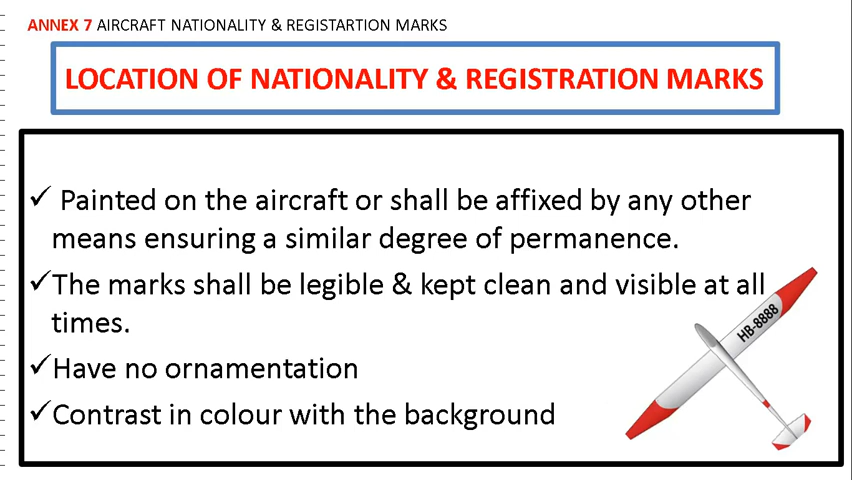 ANNEX 7 AIRCRAFT NATIONALITY & REGISTARTION MARKS
LOCATION OF NATIONALITY & REGISTRATION MARKS
✓ Painted on the aircraft or shall be affixed by any other
means ensuring a similar degree of permanence.
✓The marks shall be legible & kept clean and visible at all
times.
HB-8888
✓Have no ornamentation
✓Contrast in colour with the background